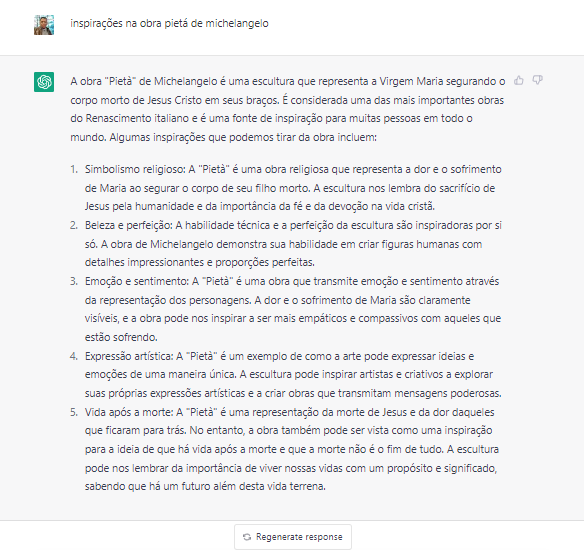 inspirações na obra pietá de michelangelo
A obra "Pietà" de Michelangelo é uma escultura que representa a Virgem Maria segurando o
corpo morto de Jesus Cristo em seus braços. É considerada uma das mais importantes obras
do Renascimento italiano e é uma fonte de inspiração para muitas pessoas em todo o
mundo. Algumas inspirações que podemos tirar da obra incluem:
1. Simbolismo religioso: A "Pietà" é uma obra religiosa que representa a dor e o sofrimento
de Maria ao segurar o corpo de seu filho morto. A escultura nos lembra do sacrifício de
Jesus pela humanidade e da importância da fé e da devoção na vida cristã.
2. Beleza e perfeição: A habilidade técnica e a perfeição da escultura são inspiradoras por si
só. A obra de Michelangelo demonstra sua habilidade em criar figuras humanas com
detalhes impressionantes e proporções perfeitas.
3. Emoção e sentimento: A "Pietà" é uma obra que transmite emoção e sentimento através
da representação dos personagens. A dor e o sofrimento de Maria são claramente
visíveis, e a obra pode nos inspirar a ser mais empáticos e compassivos com aqueles que
estão sofrendo.
4. Expressão artística: A "Pietà" é um exemplo de como a arte pode expressar ideias e
emoções de uma maneira única. A escultura pode inspirar artistas e criativos a explorar
suas próprias expressões artísticas e a criar obras que transmitam mensagens poderosas.
5. Vida após a morte: A "Pietà" é uma representação da morte de Jesus e da dor daqueles
que ficaram para trás. No entanto, a obra também pode ser vista como uma inspiração
para a ideia de que há vida após a morte e que a morte não é o fim de tudo. A escultura
pode nos lembrar da importância de viver nossas vidas com um propósito e significado,
sabendo que há um futuro além desta vida terrena.
Regenerate response